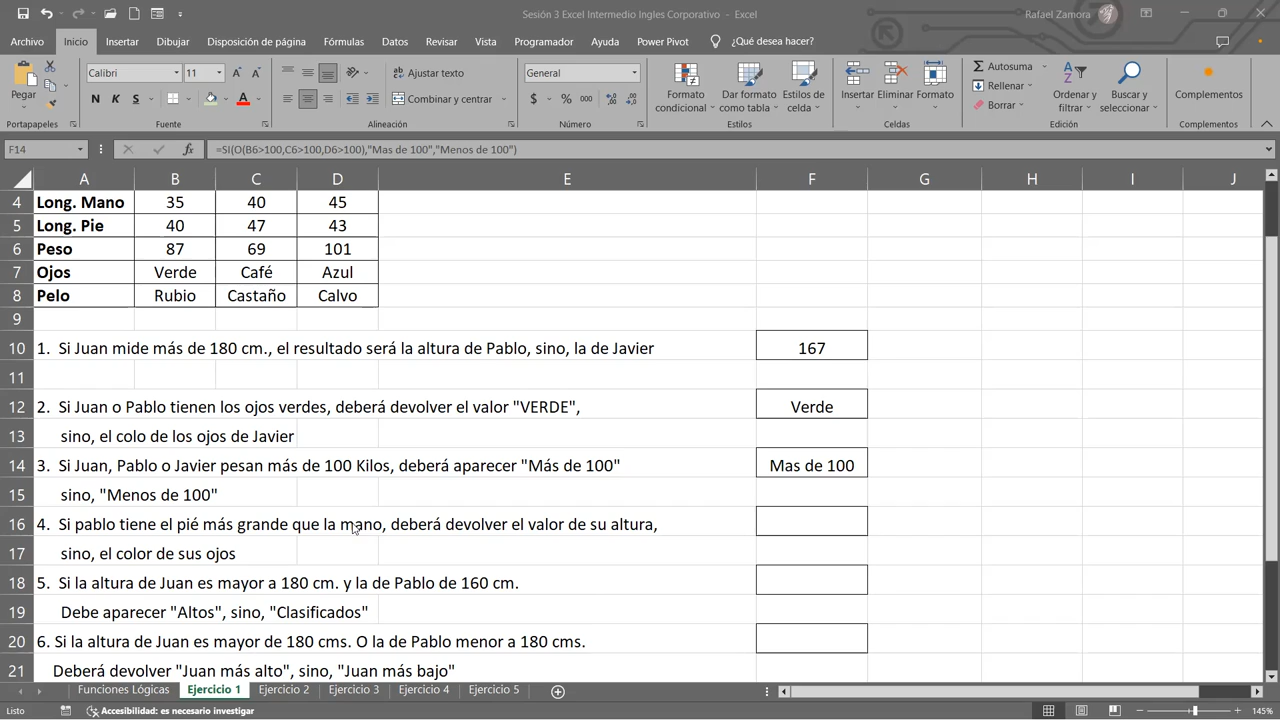 Sesión 3 Excel Intermedio Ingles Corporativo - Excel
Rafael Zamora
Archivo Inicio Insertar Dibujar Disposición de página Fórmulas Datos Revisar Vista Programador Ayuda Power Pivot ¿Qué desea hacer?
Pegar
Calibri 11
N K S
Ajustar texto
Combinar y centrar
General
$ % 000
Formato condicional
Dar formato como tabla
Estilos de celda
Insertar Eliminar Formato
Autosuma
Rellenar
Borrar
Ordenar y filtrar
Buscar y seleccionar
Complementos
Portapapeles Fuente Alineación Número Estilos Celdas Edición Complementos
F14 fx =SI(O(B6>100,C6>100,D6>100),"Mas de 100","Menos de 100")
A B C D E F G H I J
4 Long. Mano 35 40 45
5 Long. Pie 40 47 43
6 Peso 87 69 101
7 Ojos Verde Café Azul
8 Pelo Rubio Castaño Calvo
9
10 1. Si Juan mide más de 180 cm., el resultado será la altura de Pablo, sino, la de Javier 167
11
12 2. Si Juan o Pablo tienen los ojos verdes, deberá devolver el valor "VERDE", Verde
13 sino, el colo de los ojos de Javier
14 3. Si Juan, Pablo o Javier pesan más de 100 Kilos, deberá aparecer "Más de 100" Mas de 100
15 sino, "Menos de 100"
16 4. Si pablo tiene el pié más grande que la mano, deberá devolver el valor de su altura,
17 sino, el color de sus ojos
18 5. Si la altura de Juan es mayor a 180 cm. y la de Pablo de 160 cm.
19 Debe aparecer "Altos", sino, "Clasificados"
20 6. Si la altura de Juan es mayor de 180 cms. O la de Pablo menor a 180 cms.
21 Deberá devolver "Juan más alto", sino, "Juan más bajo"
Funciones Lógicas Ejercicio 1 Ejercicio 2 Ejercicio 3 Ejercicio 4 Ejercicio 5
Listo Accesibilidad: es necesario investigar 145%